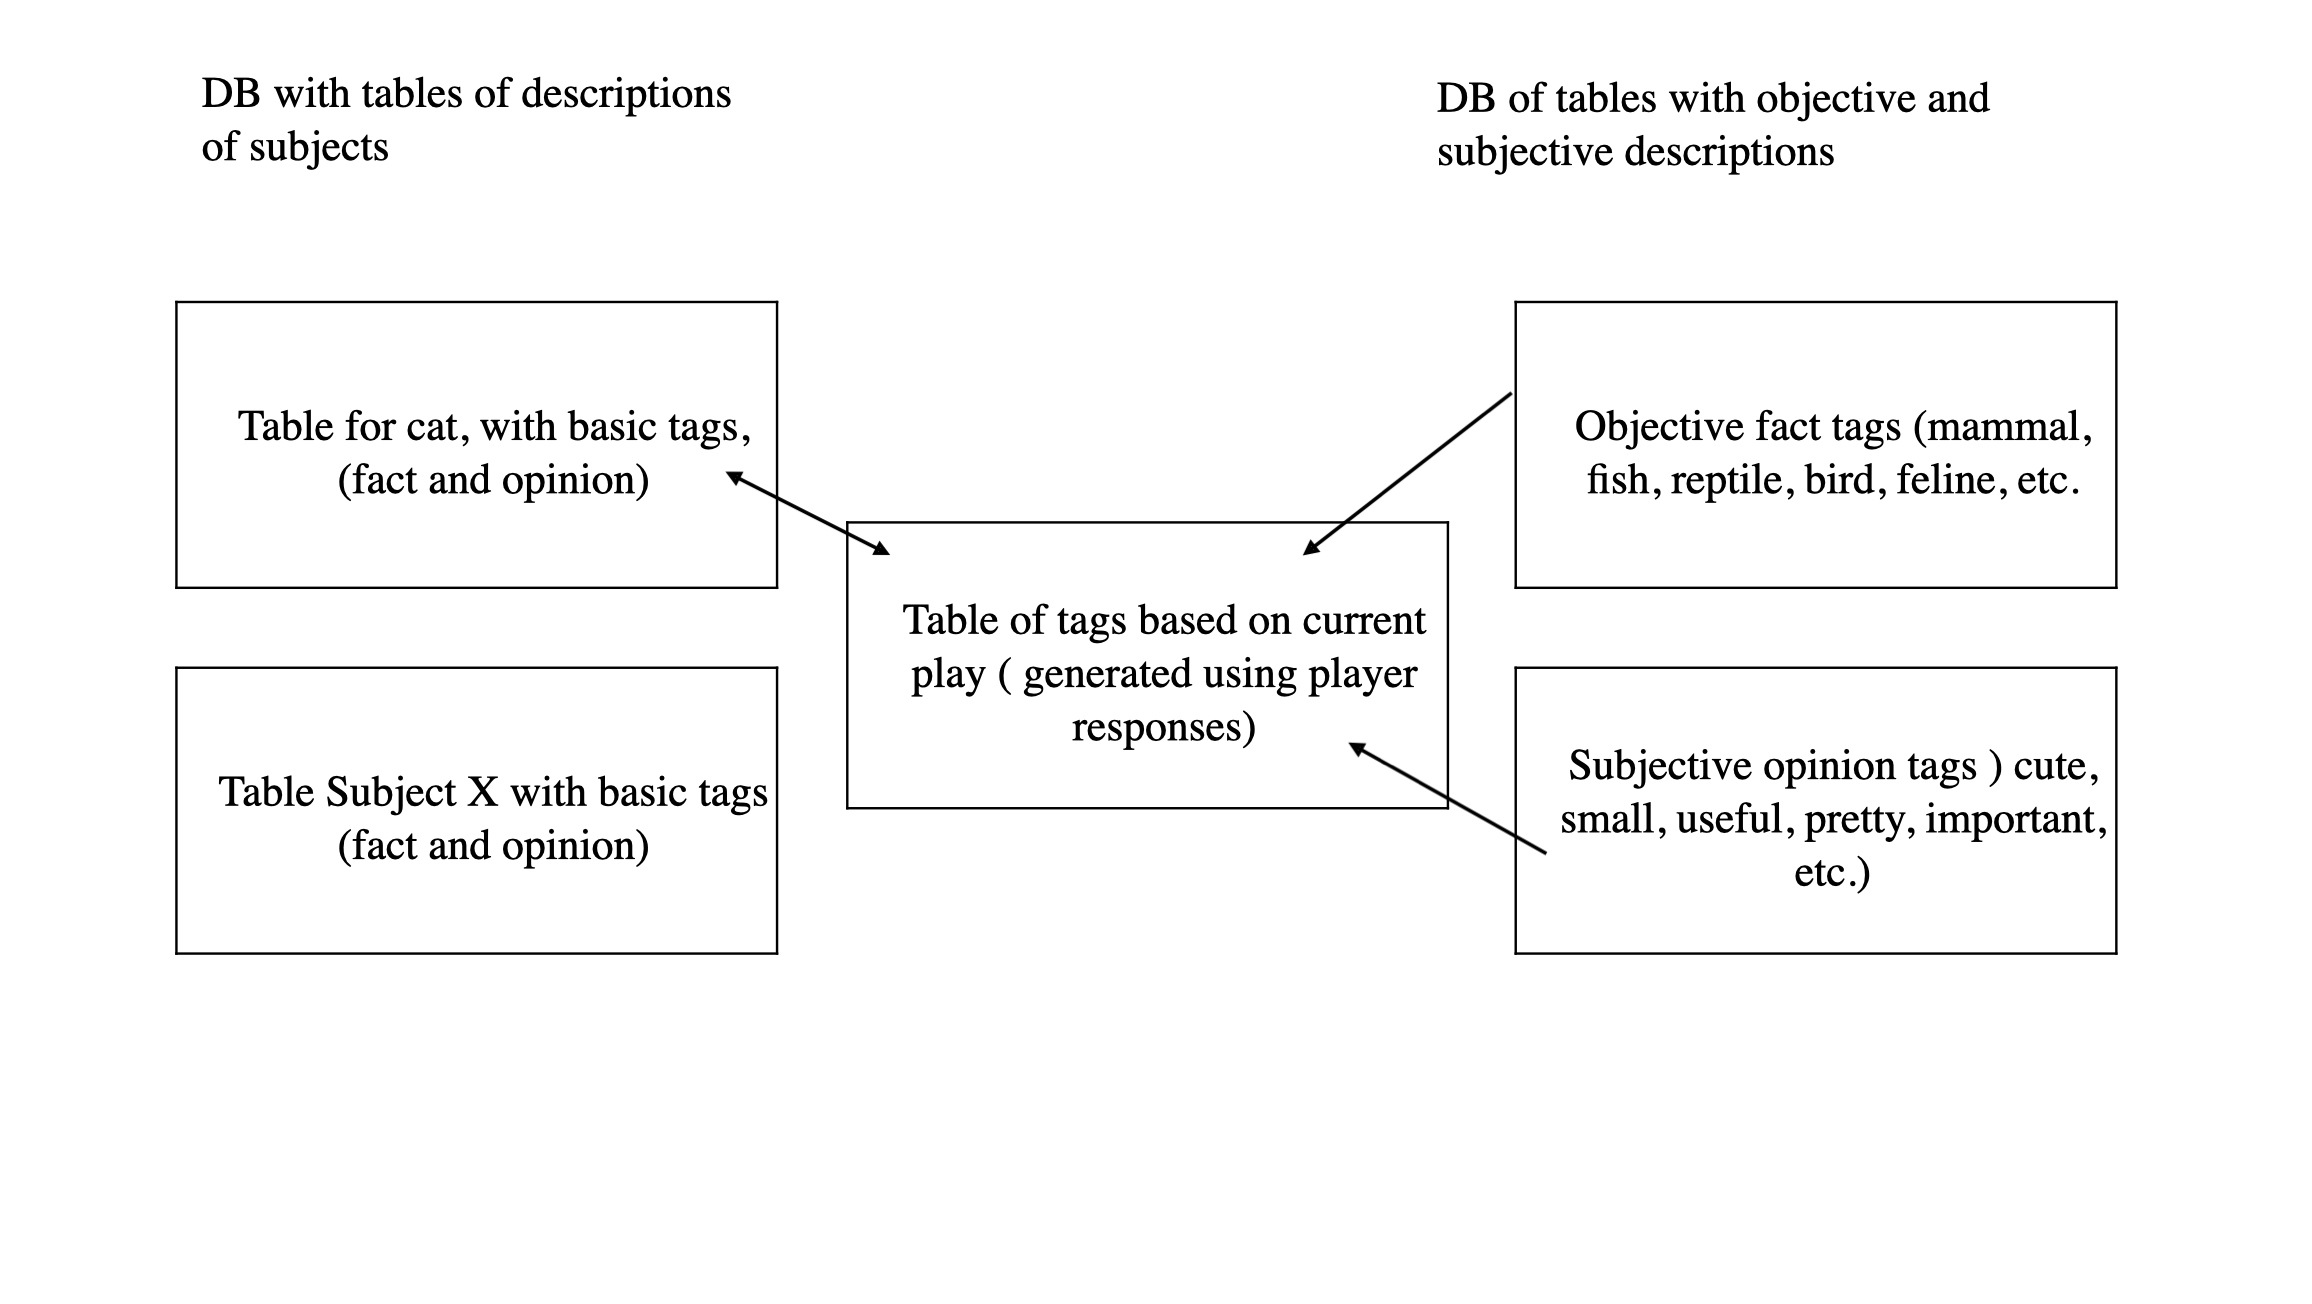 DB with tables of descriptions
of subjects
DB of tables with objective and
subjective descriptions
Table for cat, with basic tags,
(fact and opinion)
Objective fact tags (mammal,
fish, reptile, bird, feline, etc.
Table of tags based on current
play ( generated using player
responses)
Table Subject X with basic tags
(fact and opinion)
Subjective opinion tags ) cute,
small, useful, pretty, important,
etc.)